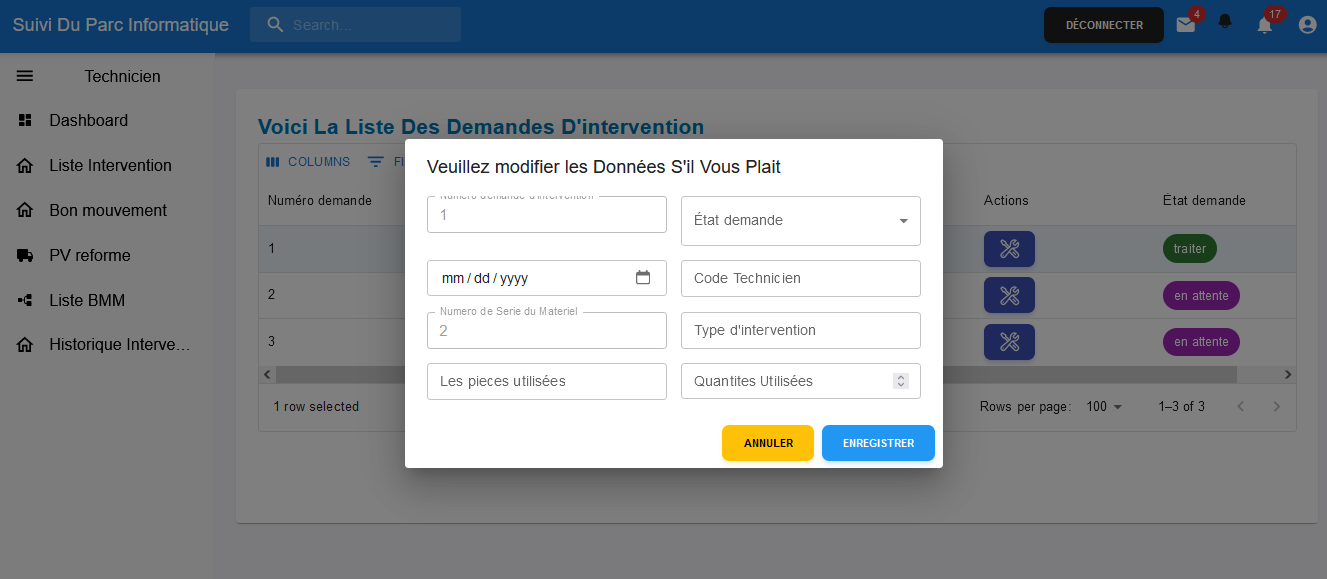 Suivi Du Parc Informatique
Search...
DÉCONNECTER
4
17
Technicien
Dashboard
Liste Intervention
Bon mouvement
PV reforme
Liste BMM
Historique Interve...
Voici La Liste Des Demandes D'intervention
COLUMNS
Numéro demande
Actions
État demande
1
traiter
2
en attente
3
en attente
1 row selected
Rows per page:
100
1–3 of 3
Veuillez modifier les Données S'il Vous Plait
Numero demande d'intervention
1
État demande
mm/dd/yyyy
Code Technicien
Numero de Serie du Materiel
2
Type d'intervention
Les pieces utilisées
Quantites Utilisées
ANNULER
ENREGISTRER